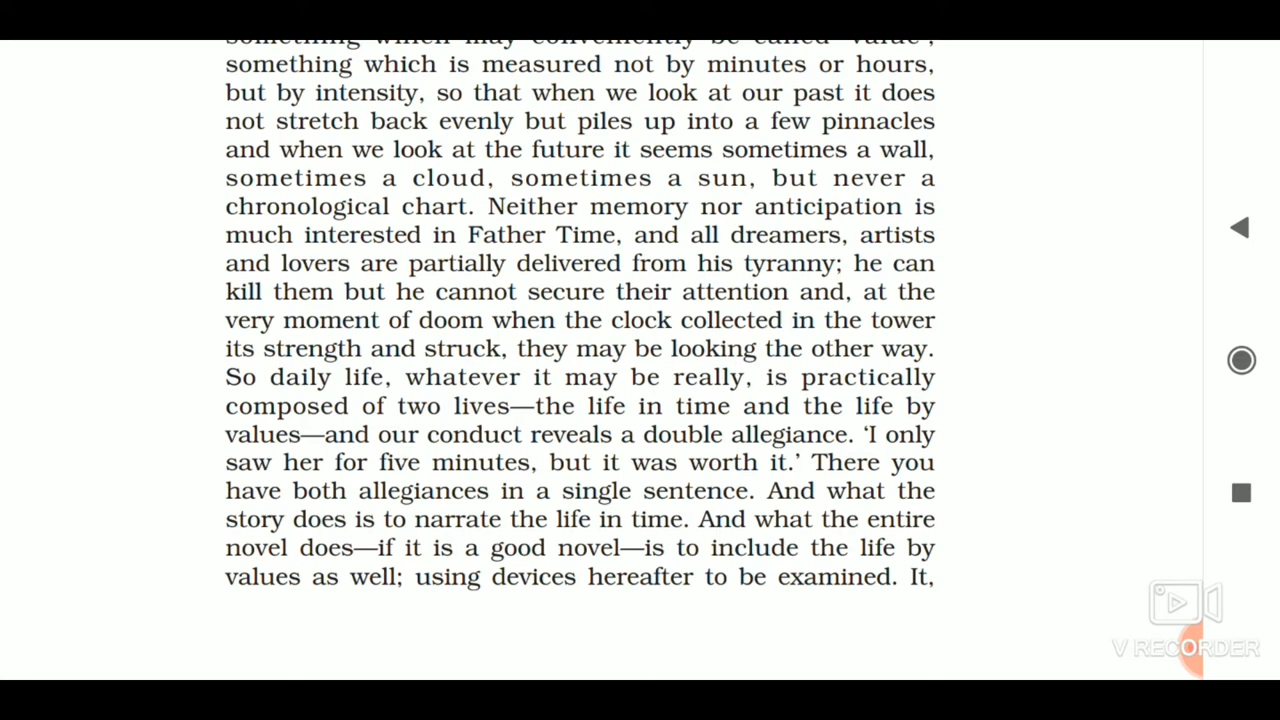 something which may conveniently be called 'value',
something which is measured not by minutes or hours,
but by intensity, so that when we look at our past it does
not stretch back evenly but piles up into a few pinnacles
and when we look at the future it seems sometimes a wall,
sometimes a cloud, sometimes a sun, but never a
chronological chart. Neither memory nor anticipation is
much interested in Father Time, and all dreamers, artists
and lovers are partially delivered from his tyranny; he can
kill them but he cannot secure their attention and, at the
very moment of doom when the clock collected in the tower
its strength and struck, they may be looking the other way.
So daily life, whatever it may be really, is practically
composed of two lives—the life in time and the life by
values—and our conduct reveals a double allegiance. ‘I only
saw her for five minutes, but it was worth it.’ There you
have both allegiances in a single sentence. And what the
story does is to narrate the life in time. And what the entire
novel does—if it is a good novel—is to include the life by
values as well; using devices hereafter to be examined. It,
V RECORDER